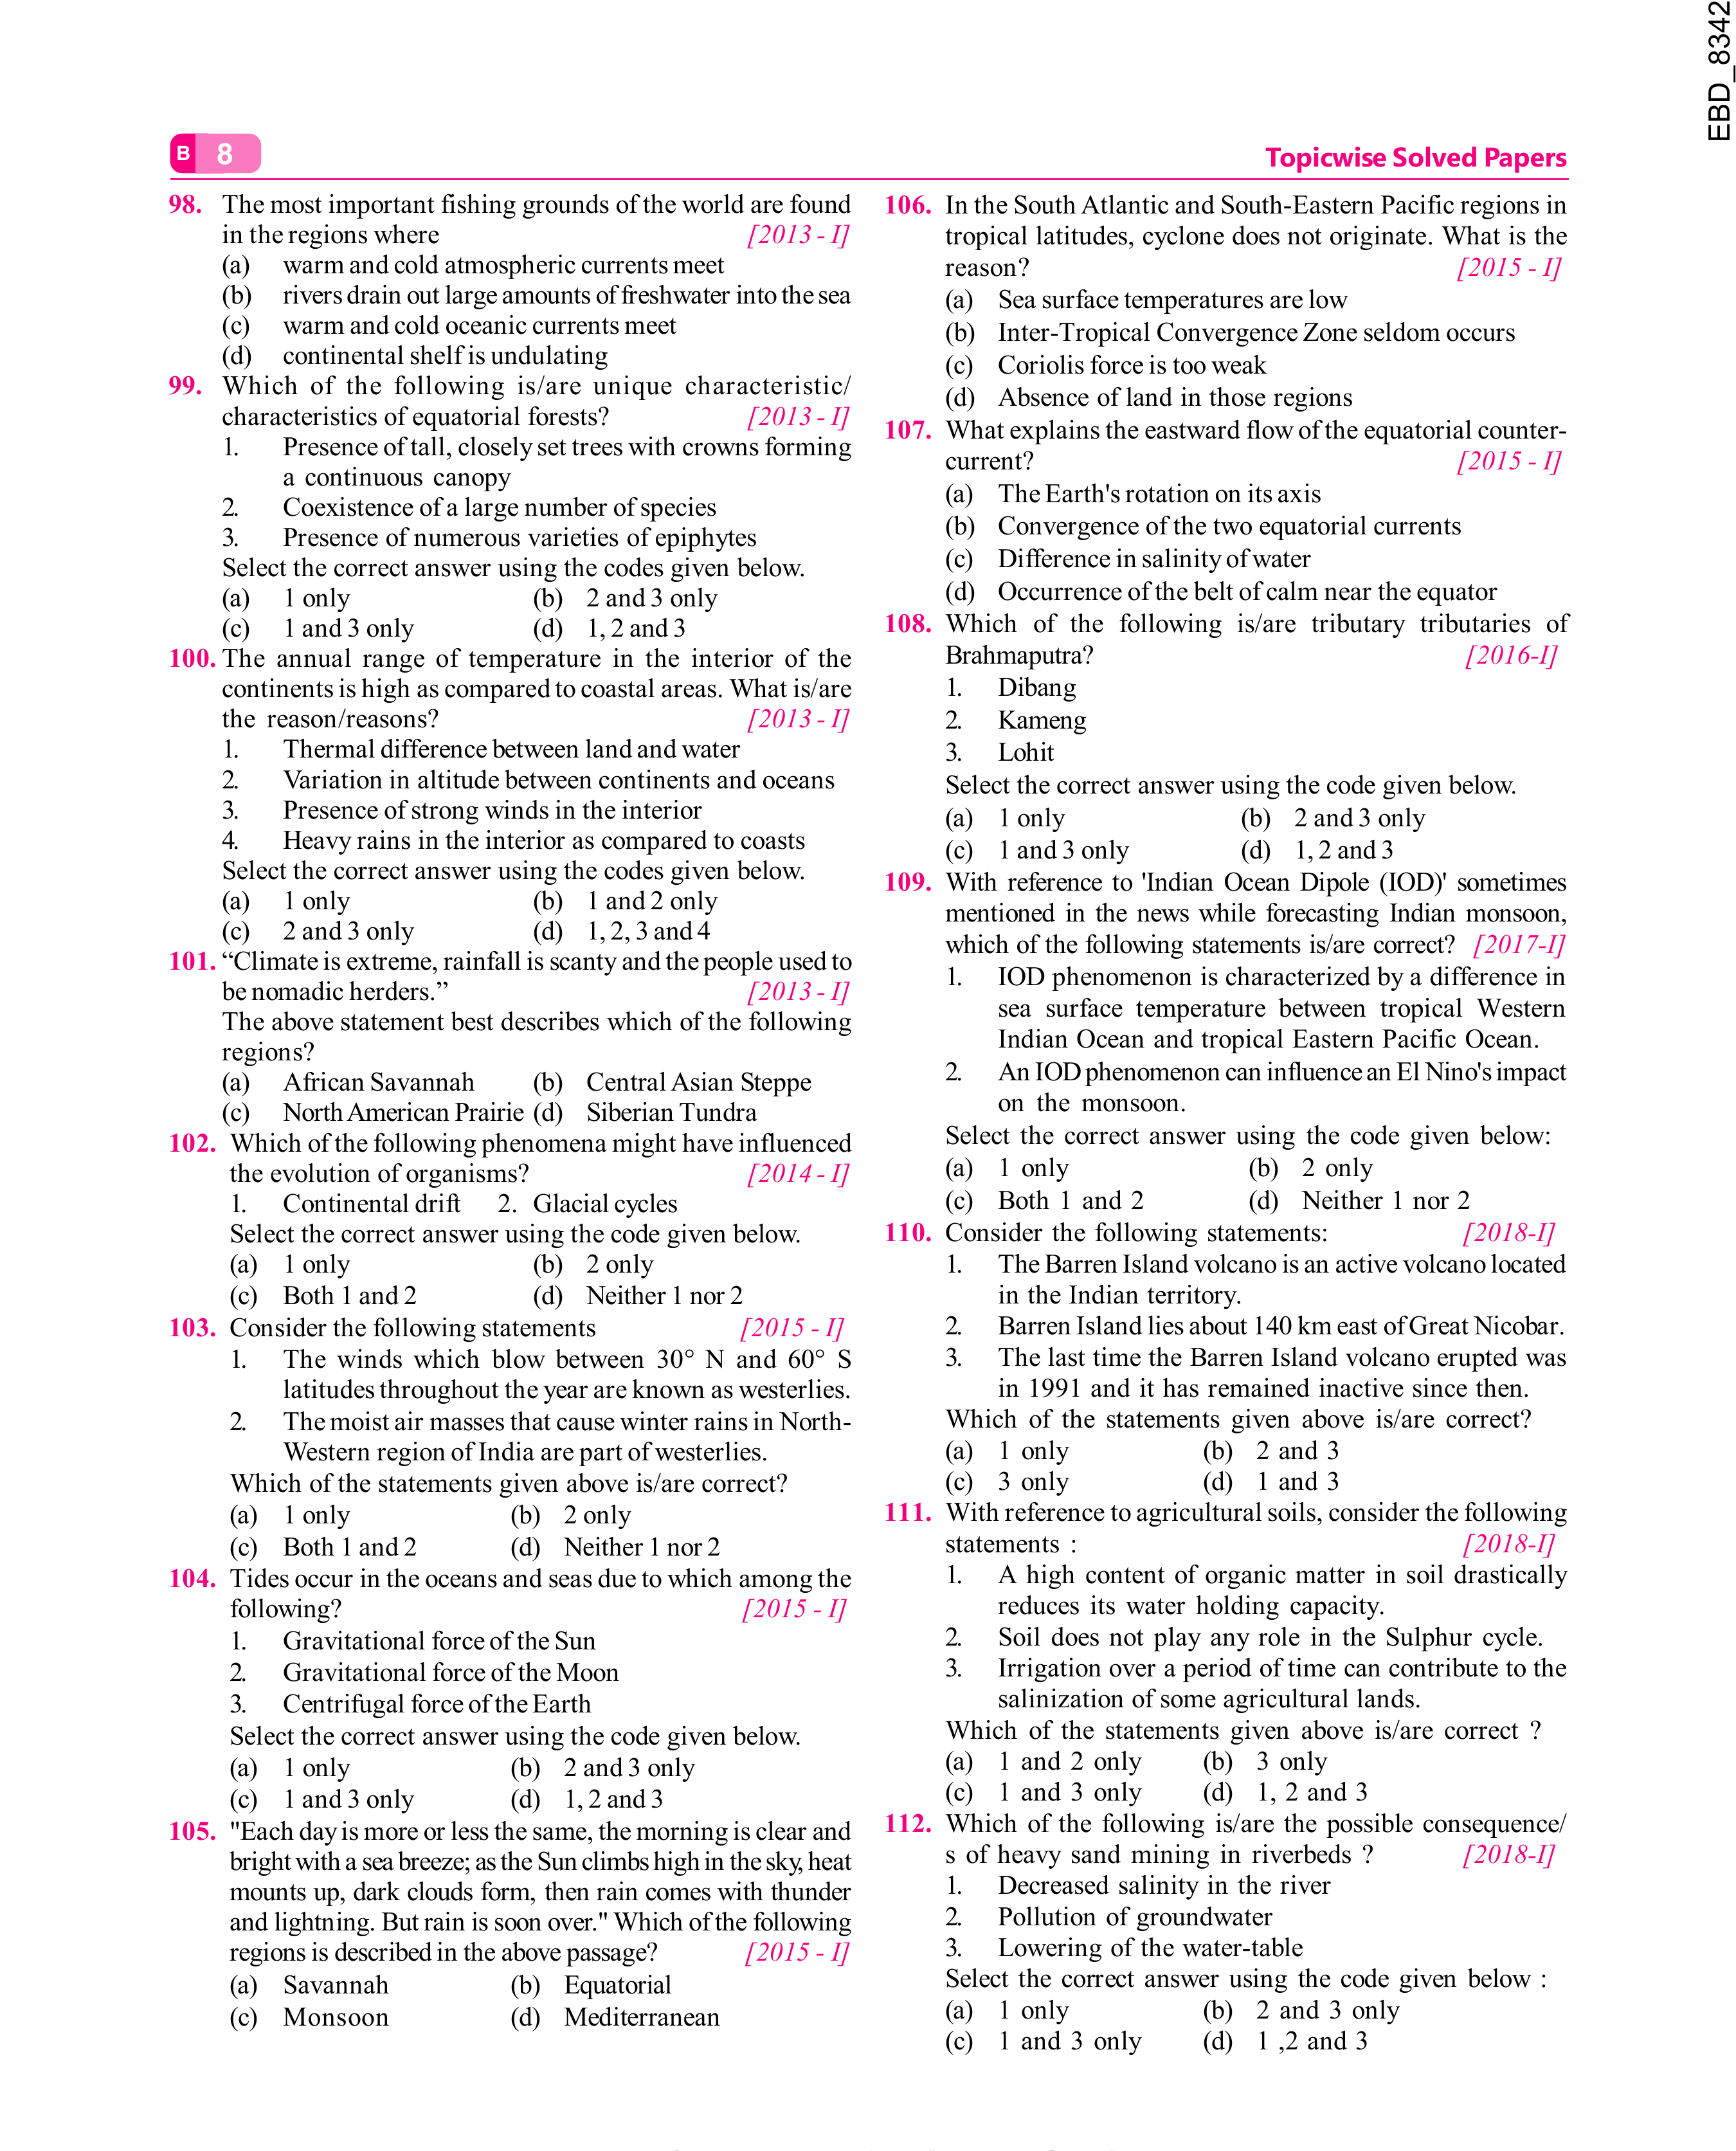 EBD_8342
B 8
Topicwise Solved Papers
98. The most important fishing grounds of the world are found
in the regions where [2013 - I]
(a) warm and cold atmospheric currents meet
(b) rivers drain out large amounts of freshwater into the sea
(c) warm and cold oceanic currents meet
(d) continental shelf is undulating
99. Which of the following is/are unique characteristic/
characteristics of equatorial forests? [2013 - I]
1. Presence of tall, closely set trees with crowns forming
a continuous canopy
2. Coexistence of a large number of species
3. Presence of numerous varieties of epiphytes
Select the correct answer using the codes given below.
(a) 1 only (b) 2 and 3 only
(c) 1 and 3 only (d) 1, 2 and 3
100. The annual range of temperature in the interior of the
continents is high as compared to coastal areas. What is/are
the reason/reasons? [2013 - I]
1. Thermal difference between land and water
2. Variation in altitude between continents and oceans
3. Presence of strong winds in the interior
4. Heavy rains in the interior as compared to coasts
Select the correct answer using the codes given below.
(a) 1 only (b) 1 and 2 only
(c) 2 and 3 only (d) 1, 2, 3 and 4
101. “Climate is extreme, rainfall is scanty and the people used to
be nomadic herders.” [2013 - I]
The above statement best describes which of the following
regions?
(a) African Savannah (b) Central Asian Steppe
(c) North American Prairie (d) Siberian Tundra
102. Which of the following phenomena might have influenced
the evolution of organisms? [2014 - I]
1. Continental drift 2. Glacial cycles
Select the correct answer using the code given below.
(a) 1 only (b) 2 only
(c) Both 1 and 2 (d) Neither 1 nor 2
103. Consider the following statements [2015 - I]
1. The winds which blow between 30° N and 60° S
latitudes throughout the year are known as westerlies.
2. The moist air masses that cause winter rains in North-
Western region of India are part of westerlies.
Which of the statements given above is/are correct?
(a) 1 only (b) 2 only
(c) Both 1 and 2 (d) Neither 1 nor 2
104. Tides occur in the oceans and seas due to which among the
following? [2015 - I]
1. Gravitational force of the Sun
2. Gravitational force of the Moon
3. Centrifugal force of the Earth
Select the correct answer using the code given below.
(a) 1 only (b) 2 and 3 only
(c) 1 and 3 only (d) 1, 2 and 3
105. "Each day is more or less the same, the morning is clear and
bright with a sea breeze; as the Sun climbs high in the sky, heat
mounts up, dark clouds form, then rain comes with thunder
and lightning. But rain is soon over." Which of the following
regions is described in the above passage? [2015 - I]
(a) Savannah (b) Equatorial
(c) Monsoon (d) Mediterranean
106. In the South Atlantic and South-Eastern Pacific regions in
tropical latitudes, cyclone does not originate. What is the
reason? [2015 - I]
(a) Sea surface temperatures are low
(b) Inter-Tropical Convergence Zone seldom occurs
(c) Coriolis force is too weak
(d) Absence of land in those regions
107. What explains the eastward flow of the equatorial counter-
current? [2015 - I]
(a) The Earth's rotation on its axis
(b) Convergence of the two equatorial currents
(c) Difference in salinity of water
(d) Occurrence of the belt of calm near the equator
108. Which of the following is/are tributary tributaries of
Brahmaputra? [2016-I]
1. Dibang
2. Kameng
3. Lohit
Select the correct answer using the code given below.
(a) 1 only (b) 2 and 3 only
(c) 1 and 3 only (d) 1, 2 and 3
109. With reference to 'Indian Ocean Dipole (IOD)' sometimes
mentioned in the news while forecasting Indian monsoon,
which of the following statements is/are correct? [2017-I]
1. IOD phenomenon is characterized by a difference in
sea surface temperature between tropical Western
Indian Ocean and tropical Eastern Pacific Ocean.
2. An IOD phenomenon can influence an El Nino's impact
on the monsoon.
Select the correct answer using the code given below:
(a) 1 only (b) 2 only
(c) Both 1 and 2 (d) Neither 1 nor 2
110. Consider the following statements: [2018-I]
1. The Barren Island volcano is an active volcano located
in the Indian territory.
2. Barren Island lies about 140 km east of Great Nicobar.
3. The last time the Barren Island volcano erupted was
in 1991 and it has remained inactive since then.
Which of the statements given above is/are correct?
(a) 1 only (b) 2 and 3
(c) 3 only (d) 1 and 3
111. With reference to agricultural soils, consider the following
statements : [2018-I]
1. A high content of organic matter in soil drastically
reduces its water holding capacity.
2. Soil does not play any role in the Sulphur cycle.
3. Irrigation over a period of time can contribute to the
salinization of some agricultural lands.
Which of the statements given above is/are correct ?
(a) 1 and 2 only (b) 3 only
(c) 1 and 3 only (d) 1, 2 and 3
112. Which of the following is/are the possible consequence/
s of heavy sand mining in riverbeds ? [2018-I]
1. Decreased salinity in the river
2. Pollution of groundwater
3. Lowering of the water-table
Select the correct answer using the code given below :
(a) 1 only (b) 2 and 3 only
(c) 1 and 3 only (d) 1 ,2 and 3